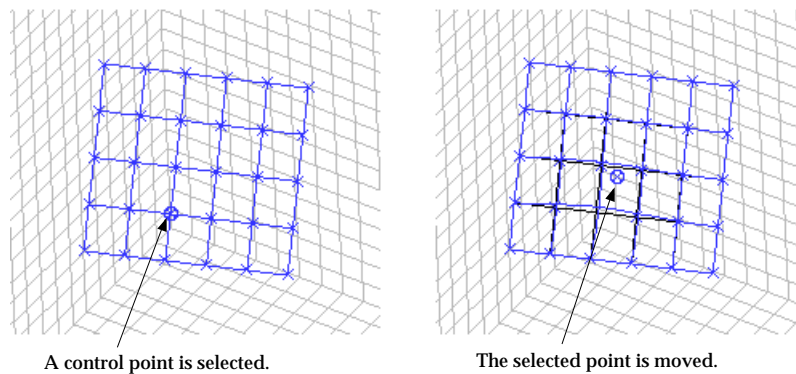 A control point is selected.
The selected point is moved.